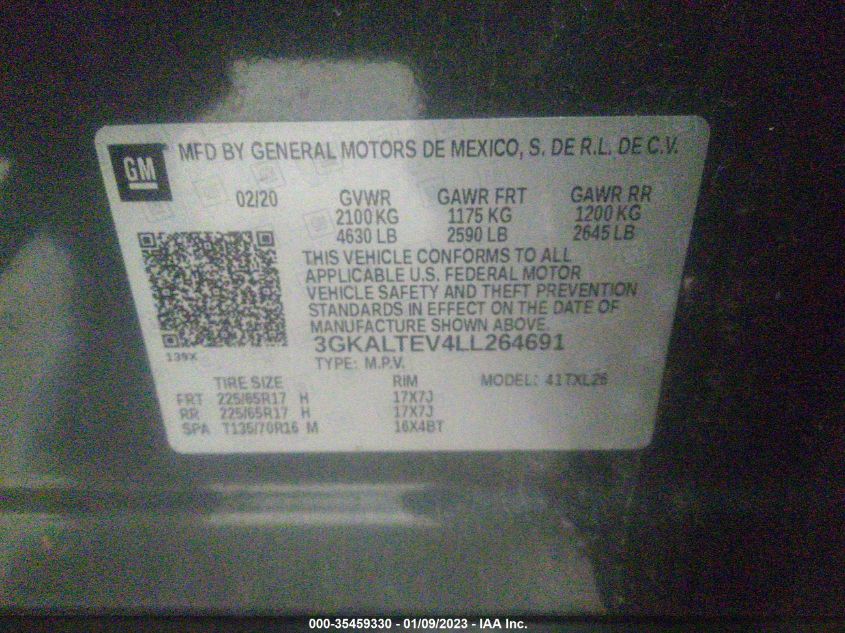 GM
MFD BY GENERAL MOTORS DE MEXICO, S. DE R.L. DE C.V.
02/20 GVWR GAWR FRT GAWR RR
2100 KG 1175 KG 1200 KG
4630 LB 2590 LB 2645 LB
THIS VEHICLE CONFORMS TO ALL
APPLICABLE U.S. FEDERAL MOTOR
VEHICLE SAFETY AND THEFT PREVENTION
STANDARDS IN EFFECT ON THE DATE OF
MANUFACTURE SHOWN ABOVE.
139X
3GKALTEV4LL264691
TYPE: M.P.V.
TIRE SIZE RIM MODEL: 41TXL26
FRT 225/65R17 H 17X7J
RR 225/65R17 H 17X7J
SPA T135/70R16 M 16X4BT
000-35459330 - 01/09/2023 - IAA Inc.